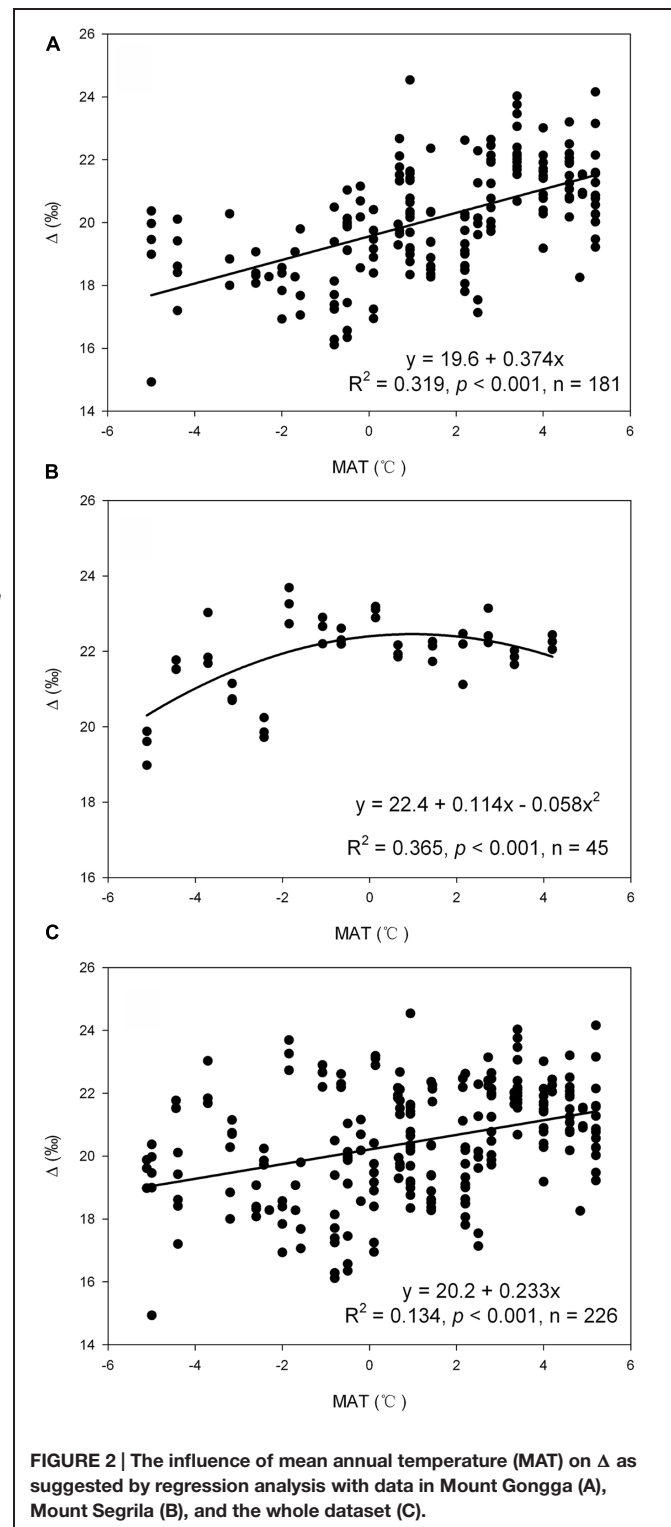 A
26
24
22
20
18
16
14
Δ (‰)
y = 19.6 + 0.374x
R² = 0.319, p < 0.001, n = 181
-6 -4 -2 0 2 4 6
MAT (℃)
B
26
24
22
20
18
16
Δ (‰)
y = 22.4 + 0.114x - 0.058x²
R² = 0.365, p < 0.001, n = 45
-6 -4 -2 0 2 4 6
MAT (℃)
C
26
24
22
20
18
16
14
Δ (‰)
y = 20.2 + 0.233x
R² = 0.134, p < 0.001, n = 226
-6 -4 -2 0 2 4 6
MAT (℃)
FIGURE 2 | The influence of mean annual temperature (MAT) on Δ as
suggested by regression analysis with data in Mount Gongga (A),
Mount Segrila (B), and the whole dataset (C).